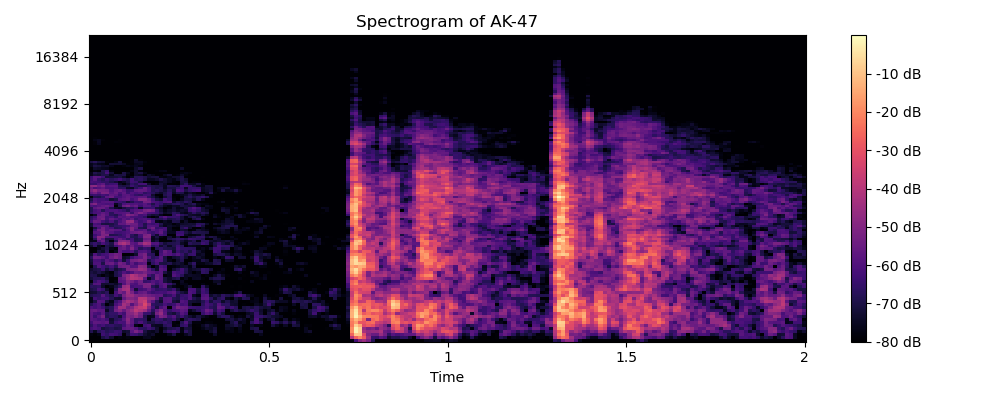 Spectrogram of AK-47
Hz
16384
8192
4096
2048
1024
512
0
0
0.5
1
1.5
2
Time
-10 dB
-20 dB
-30 dB
-40 dB
-50 dB
-60 dB
-70 dB
-80 dB